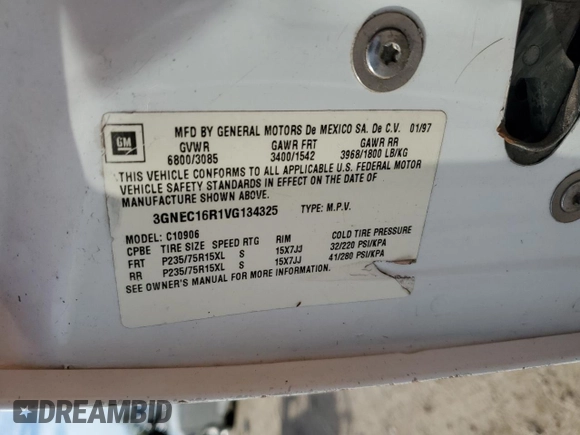 GM
MFD BY GENERAL MOTORS De MEXICO SA. De C.V. 01/97
GVWR GAWR FRT GAWR RR
6800/3085 3400/1542 3968/1800 LB/KG
THIS VEHICLE CONFORMS TO ALL APPLICABLE U.S. FEDERAL MOTOR
VEHICLE SAFETY STANDARDS IN EFFECT ON THE DATE OF
MANUFACTURE SHOWN ABOVE.
3GNEC16R1VG134325 TYPE: M.P.V.
MODEL: C10906
CPBE TIRE SIZE SPEED RTG RIM COLD TIRE PRESSURE
FRT P235/75R15XL S 15X7JJ 32/220 PSI/KPA
RR P235/75R15XL S 15X7JJ 41/280 PSI/KPA
SEE OWNER'S MANUAL FOR MORE INFORMATION
DREAMBID